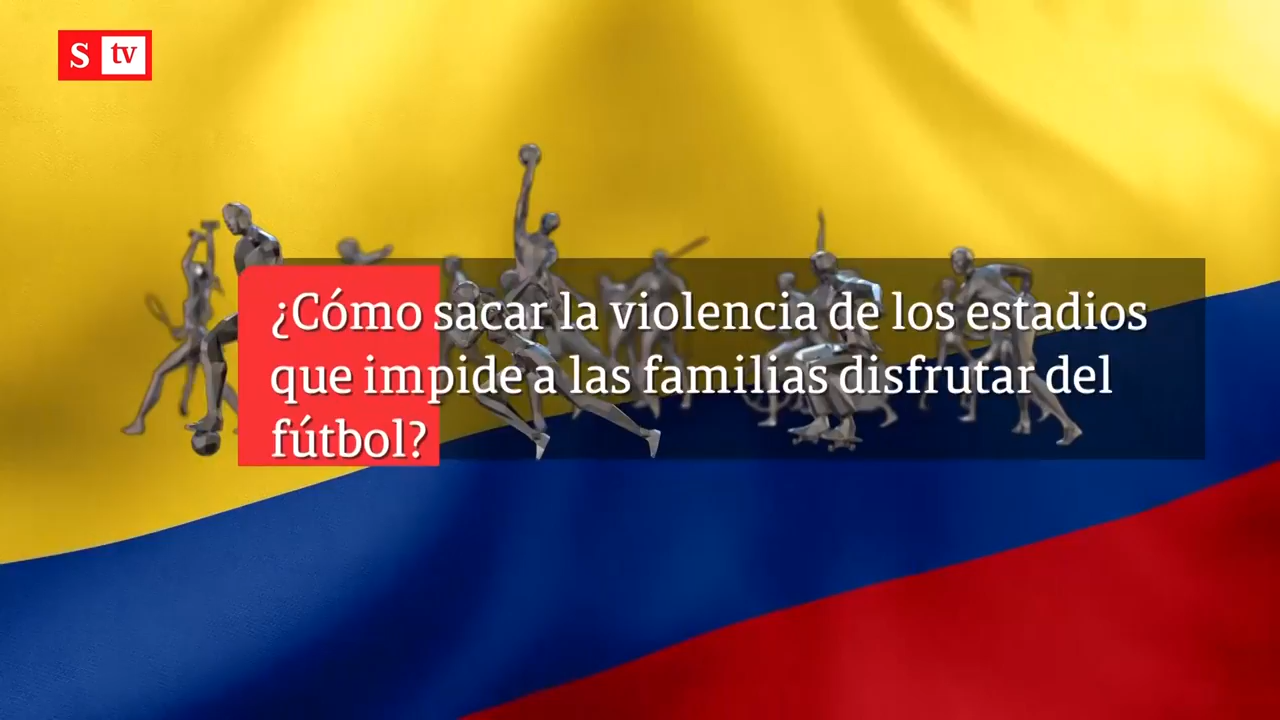 S tv
¿Cómo sacar la violencia de los estadios
que impide a las familias disfrutar del
fútbol?